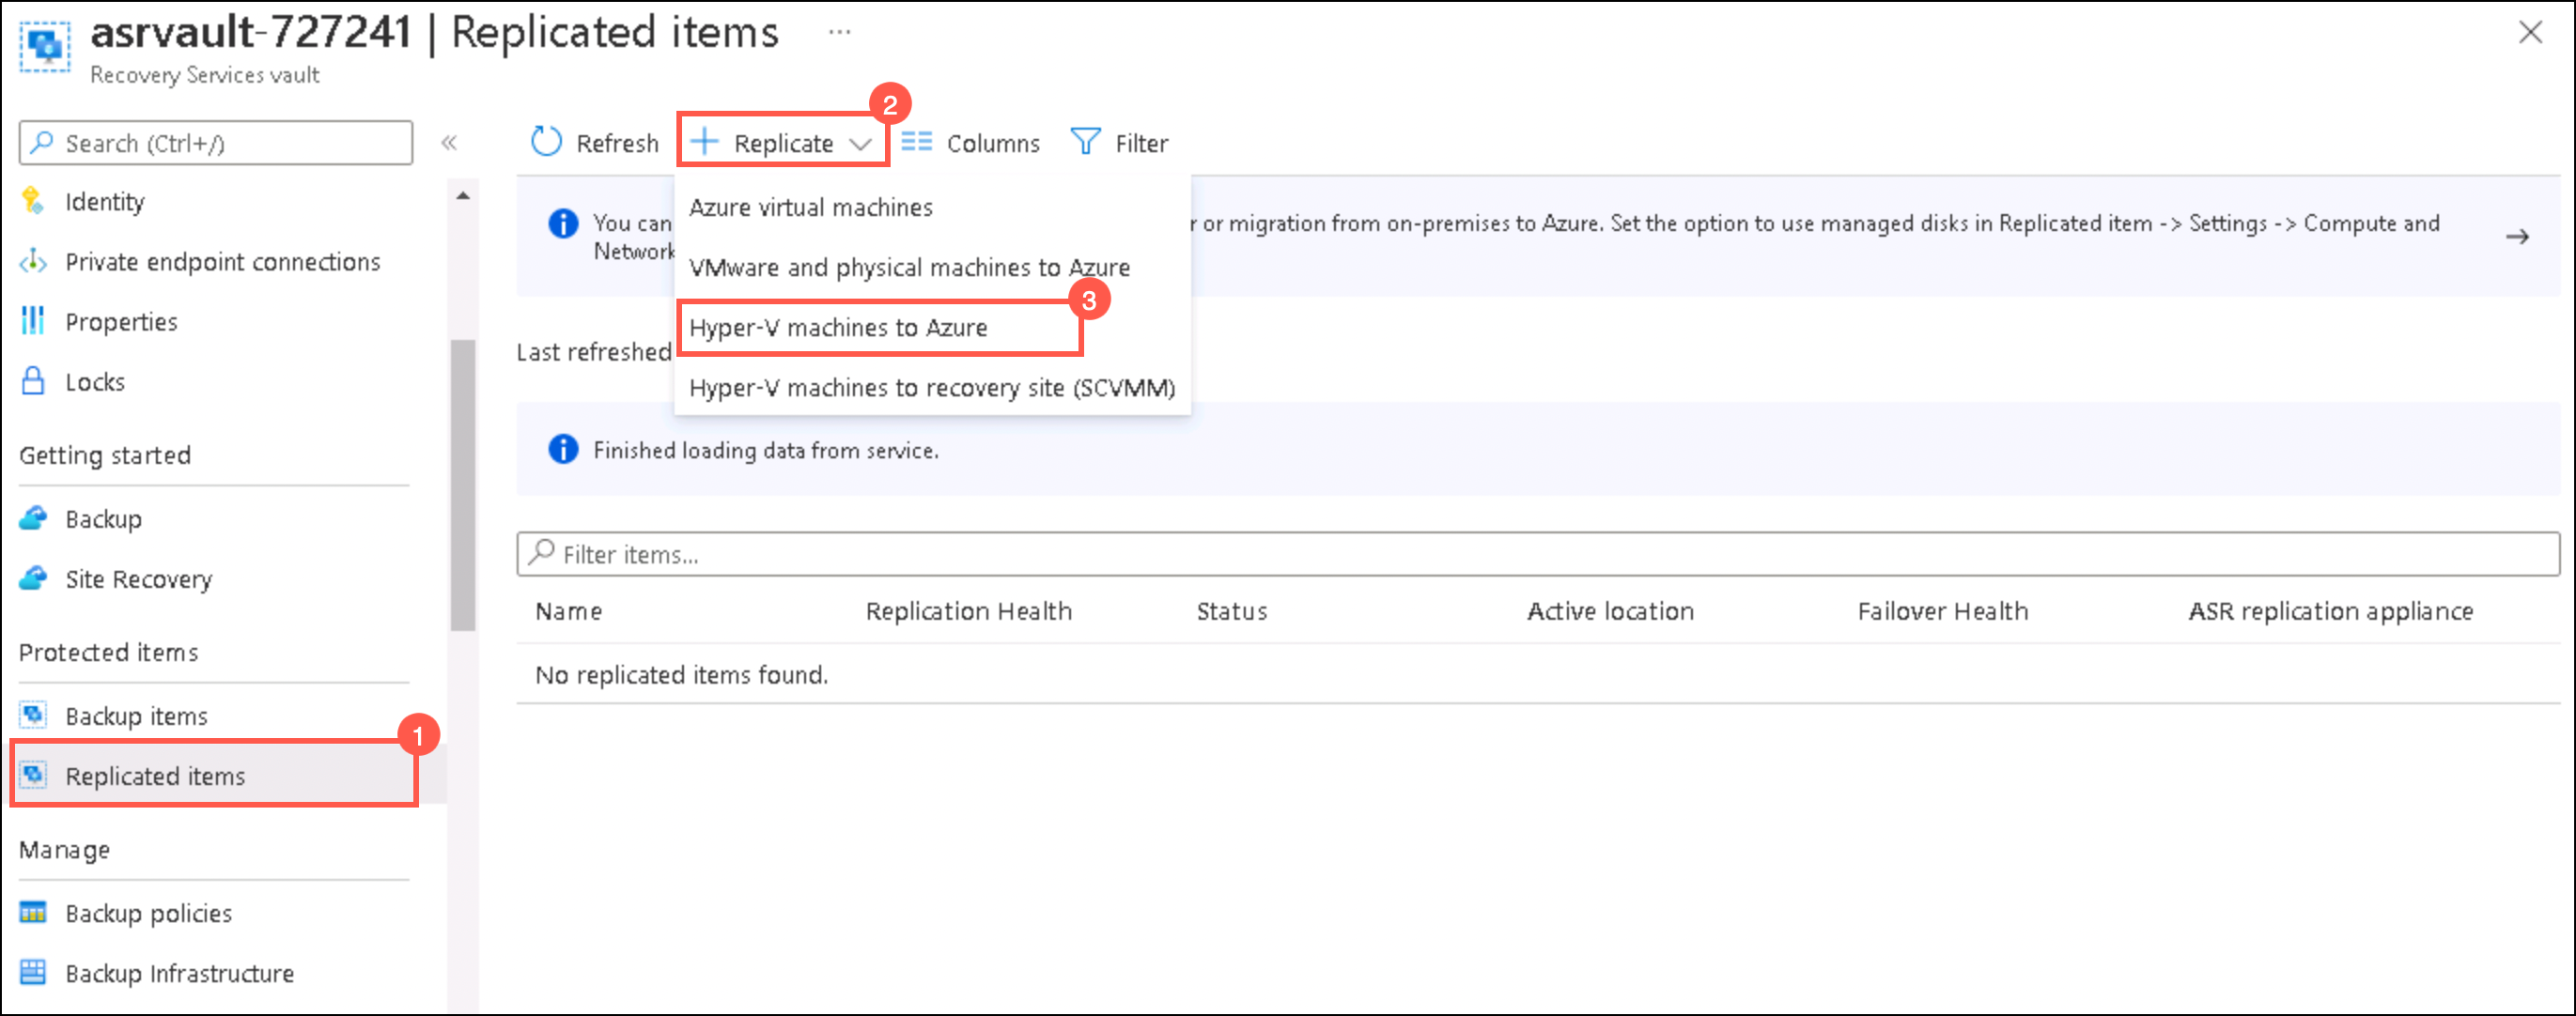 asrvault-727241 | Replicated items ...
Recovery Services vault
Search (Ctrl+/)
«
Identity
Private endpoint connections
Properties
Locks
Getting started
Backup
Site Recovery
Protected items
Backup items
1
Replicated items
Manage
Backup policies
Backup Infrastructure
2
Refresh
Replicate
Columns
Filter
Azure virtual machines
VMware and physical machines to Azure
3
Hyper-V machines to Azure
Hyper-V machines to recovery site (SCVMM)
You can r or migration from on-premises to Azure. Set the option to use managed disks in Replicated item -> Settings -> Compute and
Network
Last refreshed
Finished loading data from service.
Filter items...
Name Replication Health Status Active location Failover Health ASR replication appliance
No replicated items found.